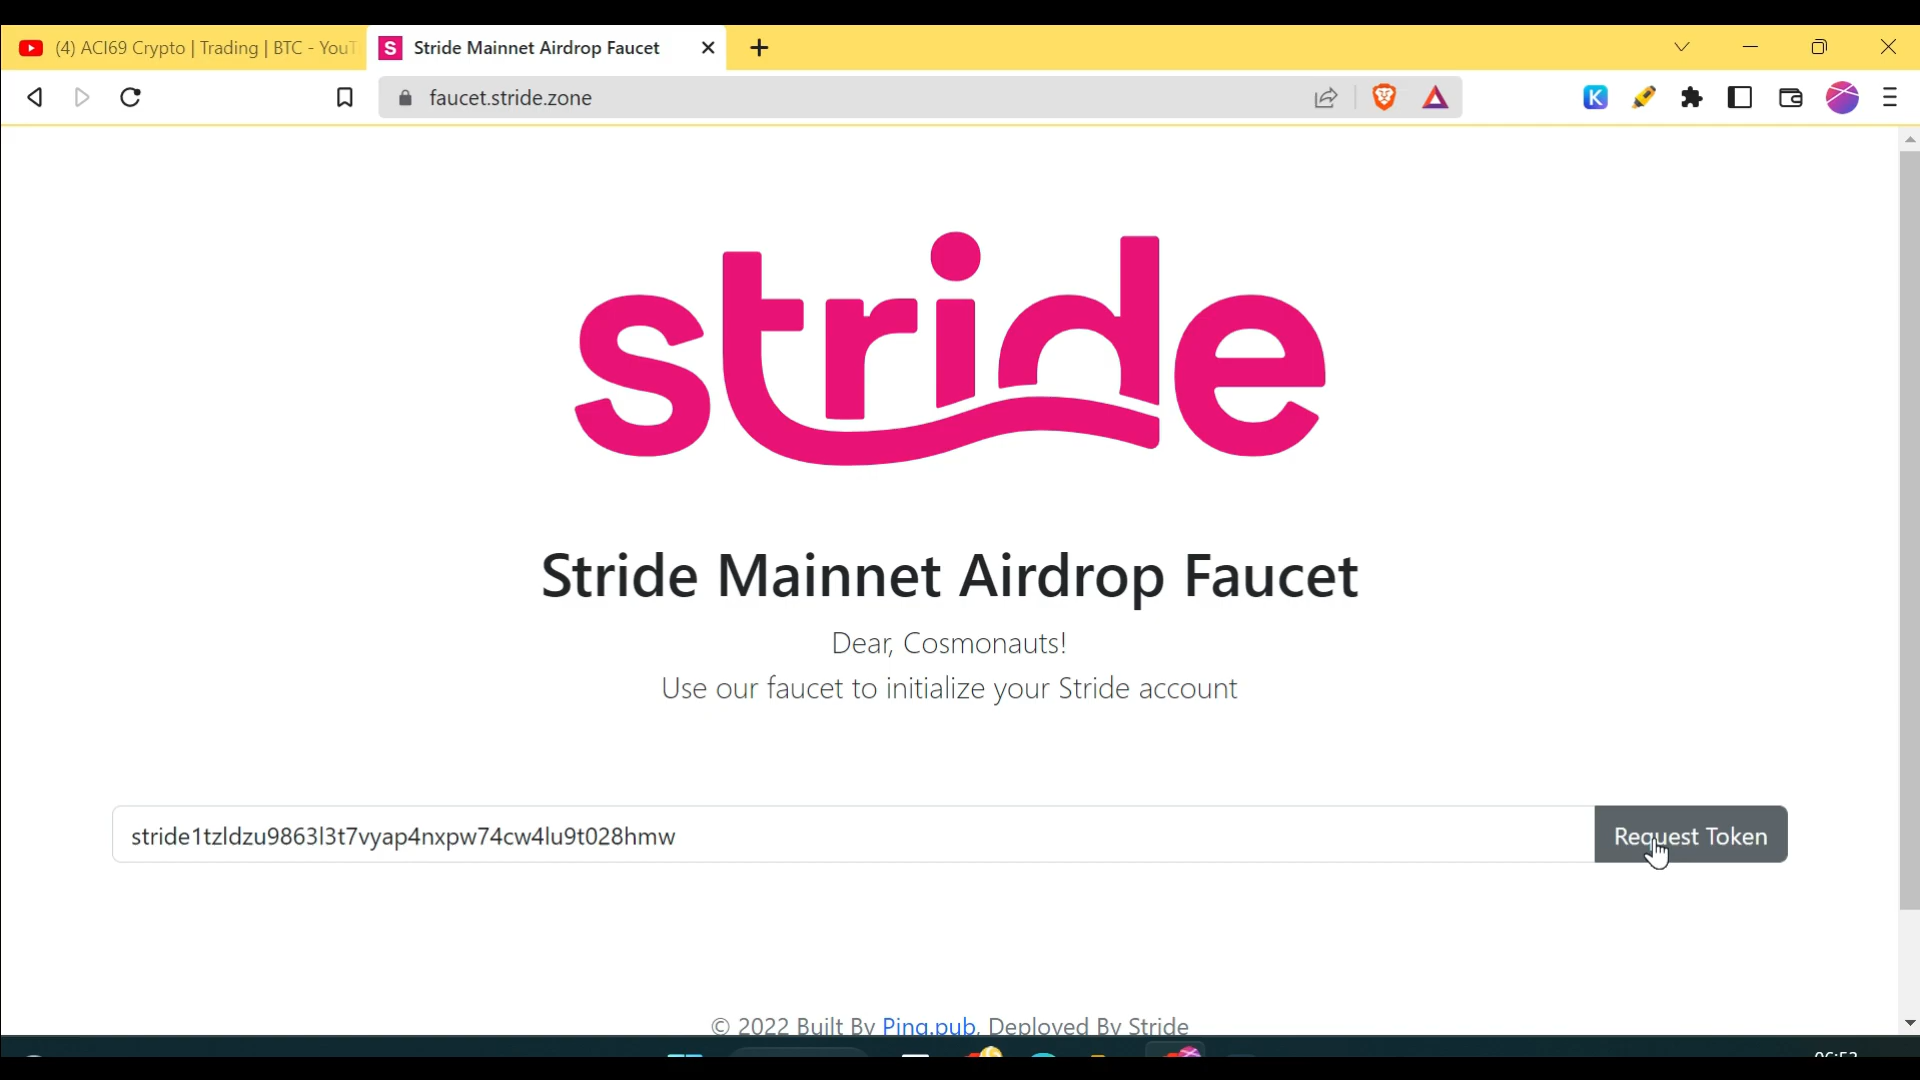 (4) ACI69 Crypto | Trading | BTC - YouT
S Stride Mainnet Airdrop Faucet
faucet.stride.zone
K
stride
Stride Mainnet Airdrop Faucet
Dear, Cosmonauts!
Use our faucet to initialize your Stride account
stride1tzldzu9863l3t7vyap4nxpw74cw4lu9t028hmw
Request Token
© 2022 Built By Ping.pub, Deployed By Stride